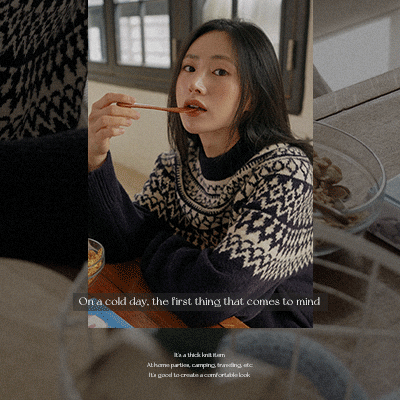 On a cold day, the first thing that comes to mind
It's a thick knit item
At home parties, camping, traveling, etc.
It's good to create a comfortable look